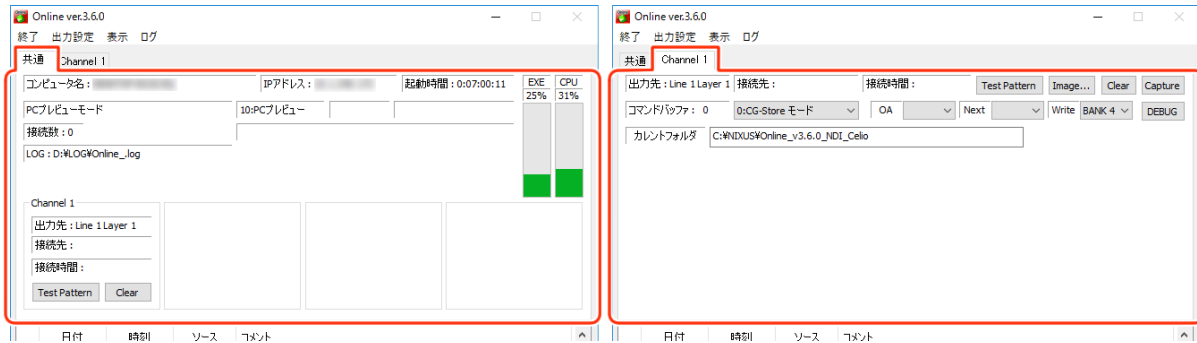 Online ver.3.6.0
終了 出力設定 表示 ログ
共通 Channel 1
コンピュータ名: IPアドレス: 起動時間: 0:07:00:11 EXE CPU
25% 31%
PCプレビューモード 10:PCプレビュー
接続数: 0
LOG : D:¥LOG¥Online_.log
Channel 1
出力先 : Line 1 Layer 1
接続先:
接続時間:
Test Pattern Clear
日付 時刻 ソース コメント
Online ver.3.6.0
終了 出力設定 表示 ログ
共通 Channel 1
出力先 : Line 1 Layer 1 接続先: 接続時間: Test Pattern Image... Clear Capture
コマンドバッファ: 0 0:CG-Store モード OA Next Write BANK 4 DEBUG
カレントフォルダ C:¥NIXUS¥Online_v3.6.0_NDI_Celio
日付 時刻 ソース コメント